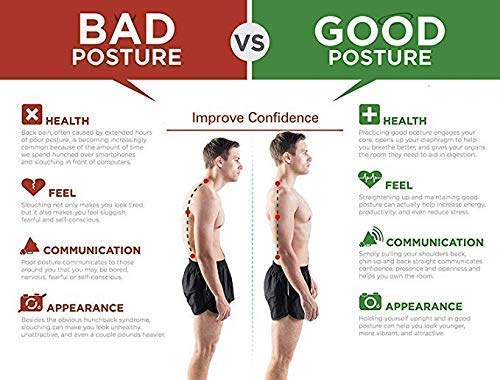 BAD
POSTURE
VS
GOOD
POSTURE
Improve Confidence
HEALTH
Back pain, often caused by extended hours
of poor posture, is becoming increasingly
common because of the amount of time
we spend hunched over smartphones
and slouching in front of computers.
FEEL
Slouching not only makes you look tired,
but it also makes you feel sluggish,
fearful and self-conscious.
COMMUNICATION
Poor posture communicates to those
around you that you may be bored,
nervous, fearful or self-conscious.
APPEARANCE
Besides the obvious hunchback syndrome,
slouching can make you look unhealthy,
unattractive, and even a couple pounds heavier.
HEALTH
Practicing good posture engages your
core, opens up your diaphragm to help
you breathe better, and gives your organs
the room they need to aid in digestion.
FEEL
Straightening up and maintaining good posture
can actually help increase energy,
productivity, and even reduce stress.
COMMUNICATION
Simply pulling your shoulders back,
chin up and back straight communicates
confidence, presence and openness and
helps you own the room.
APPEARANCE
Holding yourself upright and in good
posture can help you look younger,
more vibrant, and attractive.